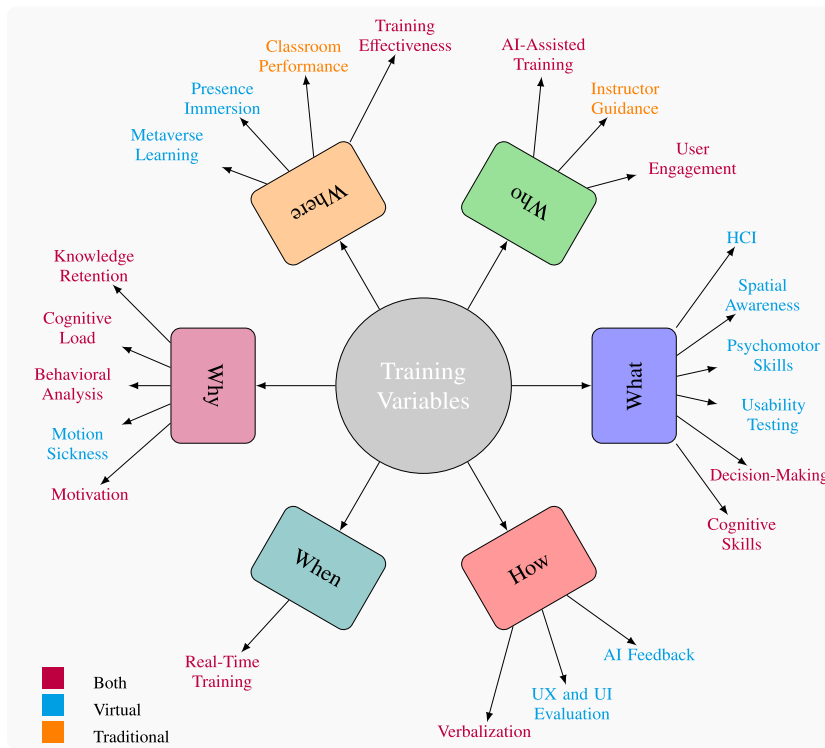 Training
Effectiveness
Classroom
Performance
Presence
Immersion
Metaverse
Learning
Where
AI-Assisted
Training
Instructor
Guidance
User
Engagement
Who
HCI
Spatial
Awareness
Psychomotor
Skills
Usability
Testing
Decision-Making
Cognitive
Skills
What
Training
Variables
Knowledge
Retention
Cognitive
Load
Behavioral
Analysis
Motion
Sickness
Motivation
Why
When
Real-Time
Training
How
AI Feedback
UX and UI
Evaluation
Verbalization
Both
Virtual
Traditional